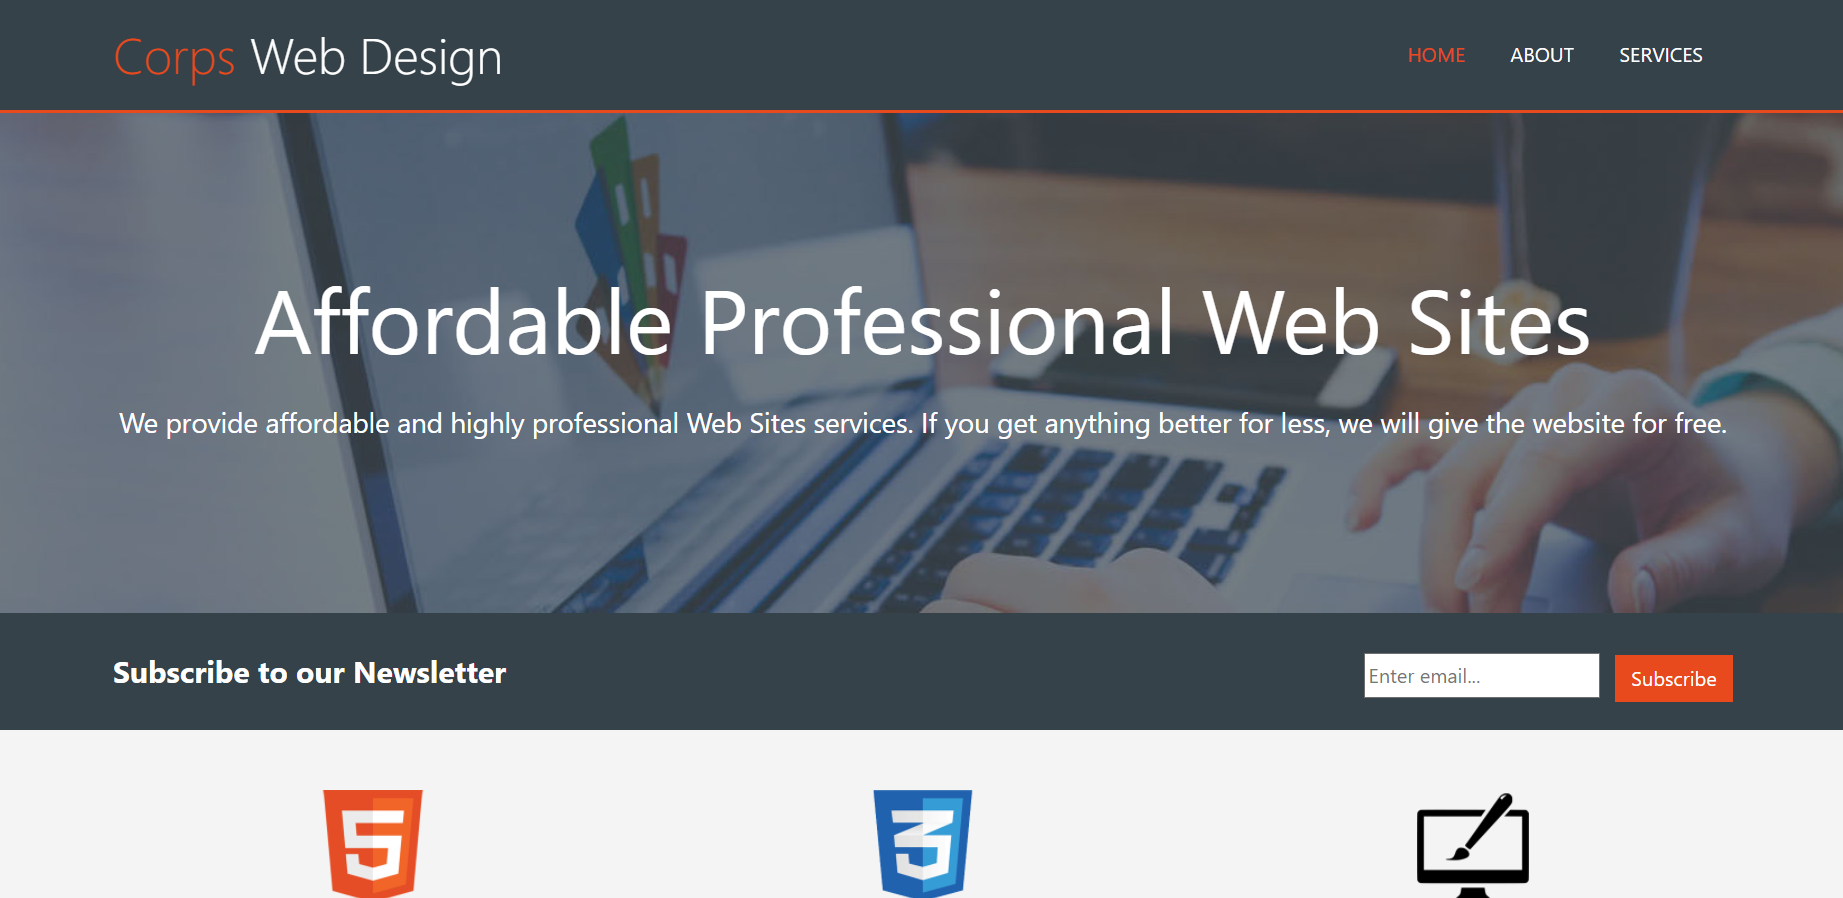 Corps Web Design
HOME ABOUT SERVICES
Affordable Professional Web Sites
We provide affordable and highly professional Web Sites services. If you get anything better for less, we will give the website for free.
Subscribe to our Newsletter
Enter email...
Subscribe